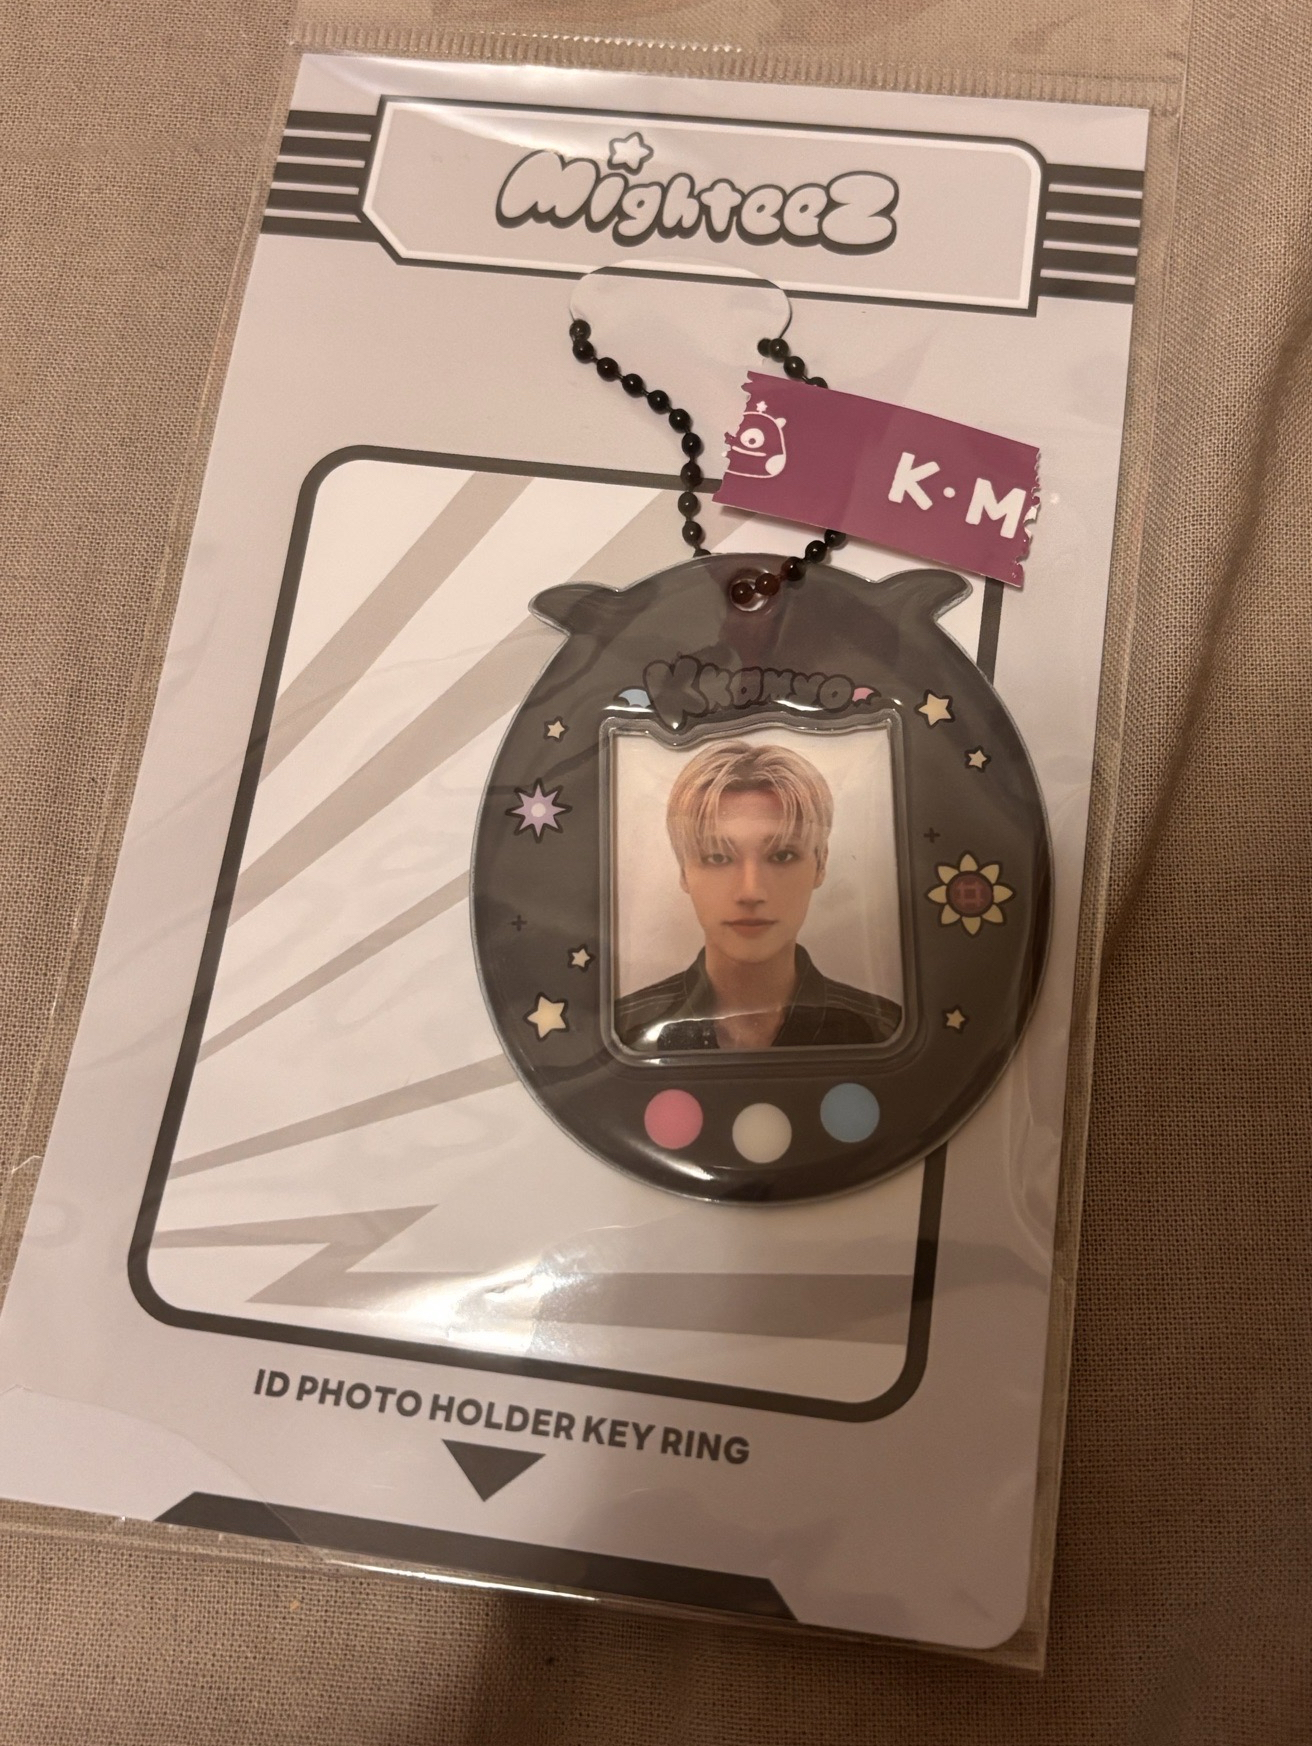 MighteeZ
K·M
KKOMYO
ID PHOTO HOLDER KEY RING